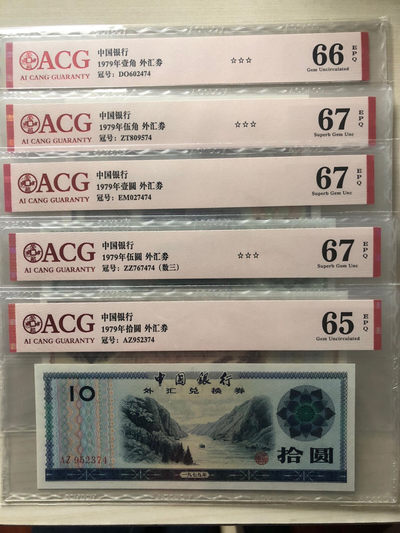 ACG
AI CANG GUARANTY
中国银行
1979年壹角 外汇券
冠号：DO602474
☆☆☆
66 EPQ
Gem Uncirculated
ACG
AI CANG GUARANTY
中国银行
1979年伍角 外汇券
冠号：ZT809574
☆☆☆
67 EPQ
Superb Gem Unc
ACG
AI CANG GUARANTY
中国银行
1979年壹圆 外汇券
冠号：EM027474
67 EPQ
Superb Gem Unc
ACG
AI CANG GUARANTY
中国银行
1979年伍圆 外汇券
冠号：ZZ767474（数三）
☆☆☆
67 EPQ
Superb Gem Unc
ACG
AI CANG GUARANTY
中国银行
1979年拾圆 外汇券
冠号：AZ952374
65 EPQ
Gem Uncirculated
10
中国银行
外汇兑换券
AZ 952374
一九七九年
拾圆